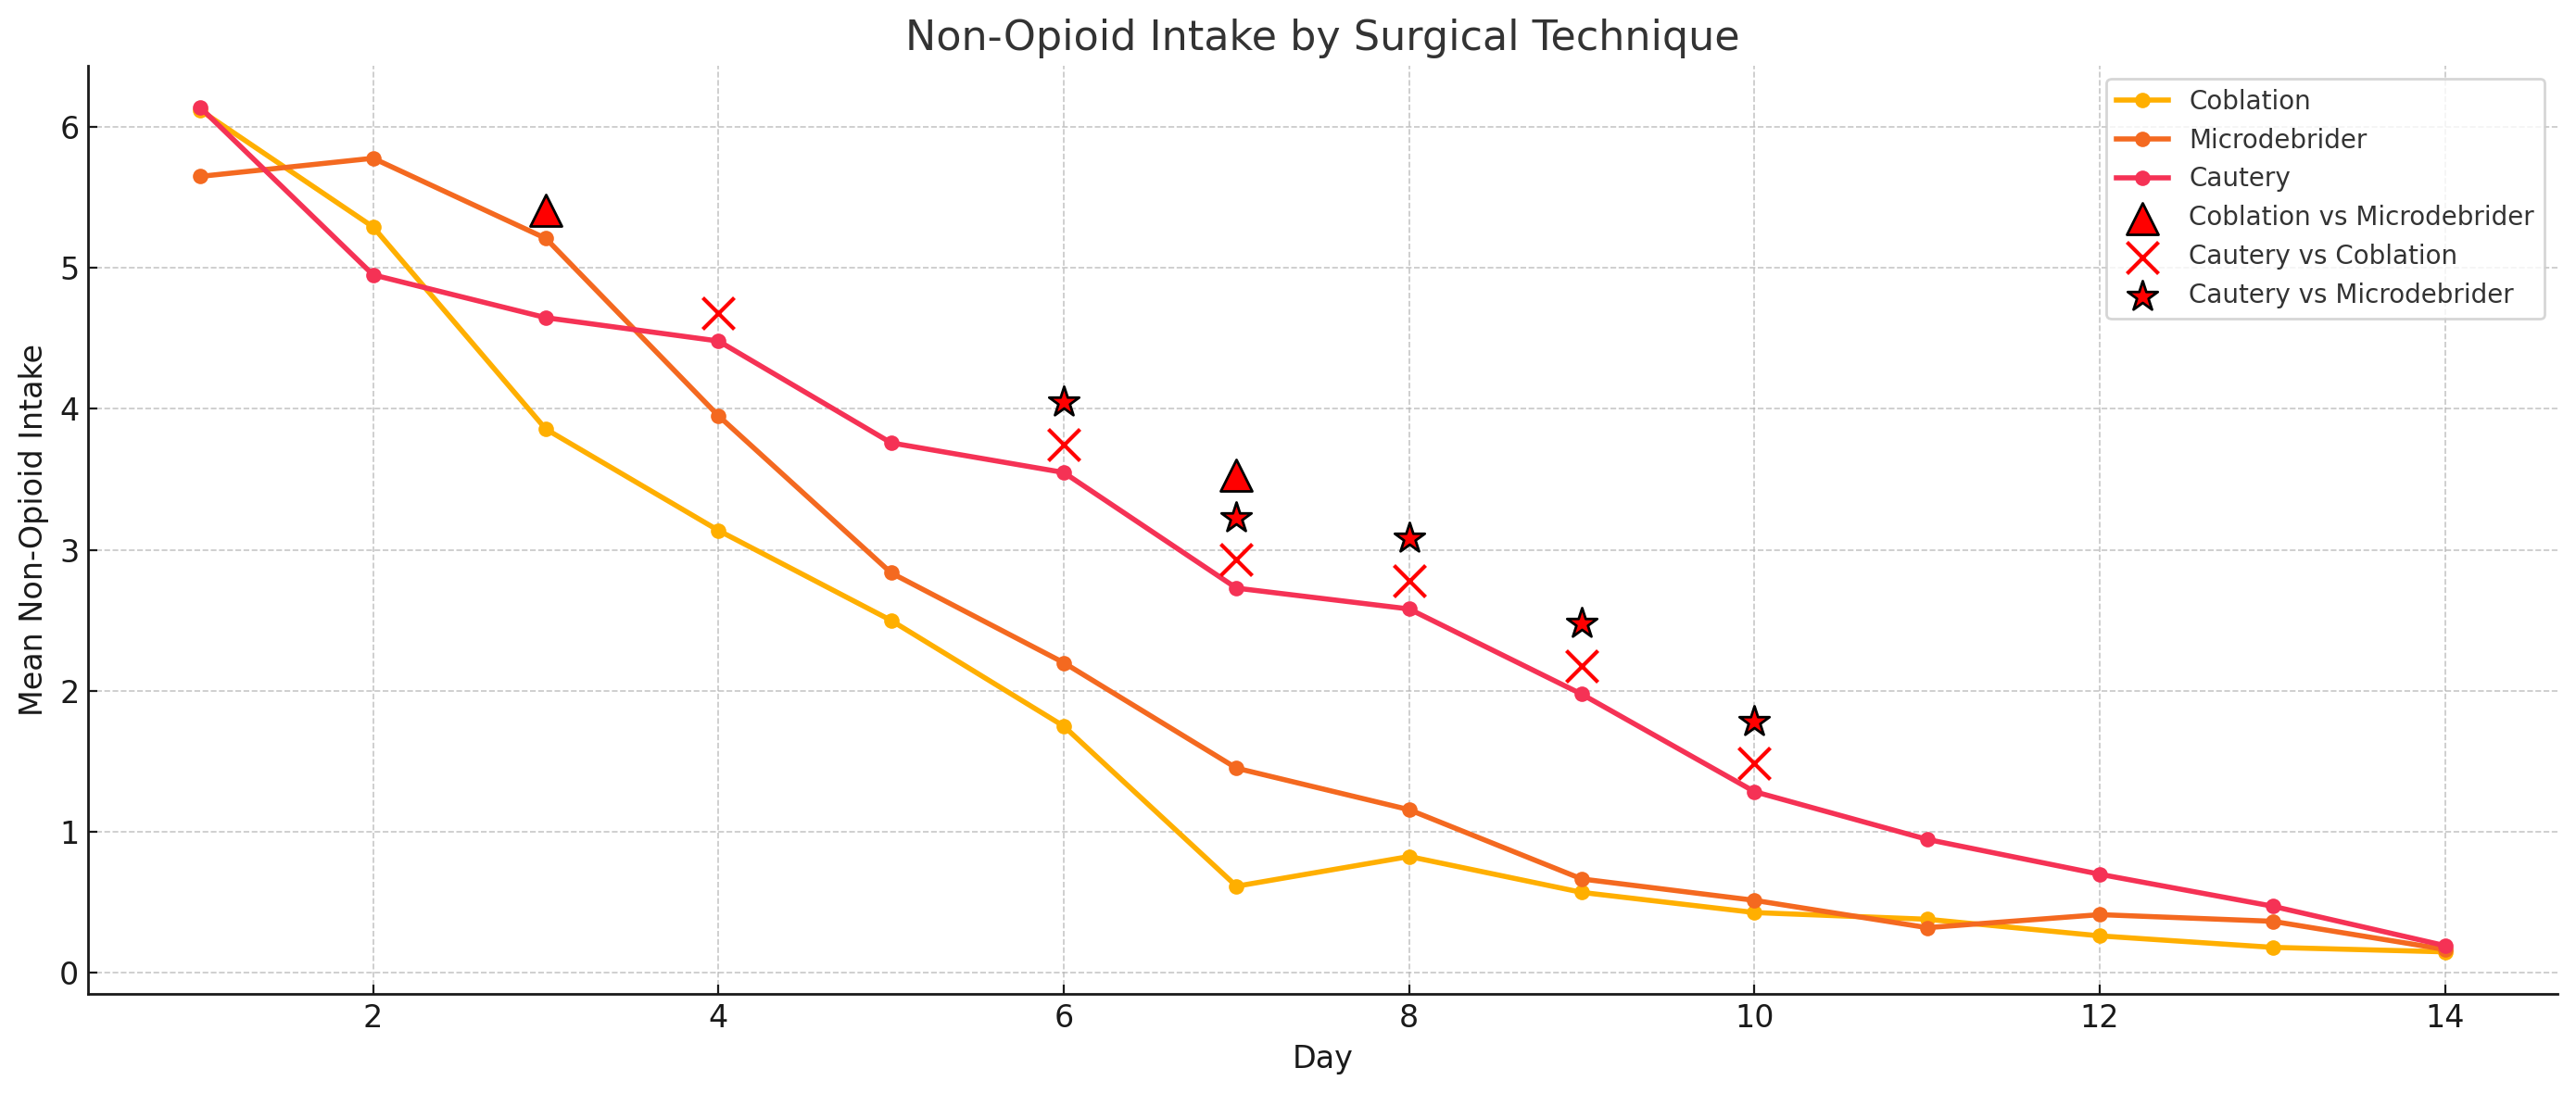 Non-Opioid Intake by Surgical Technique
Mean Non-Opioid Intake
6
5
4
3
2
1
0
Coblation
Microdebrider
Cautery
Coblation vs Microdebrider
Cautery vs Coblation
Cautery vs Microdebrider
2 4 6 8 10 12 14
Day